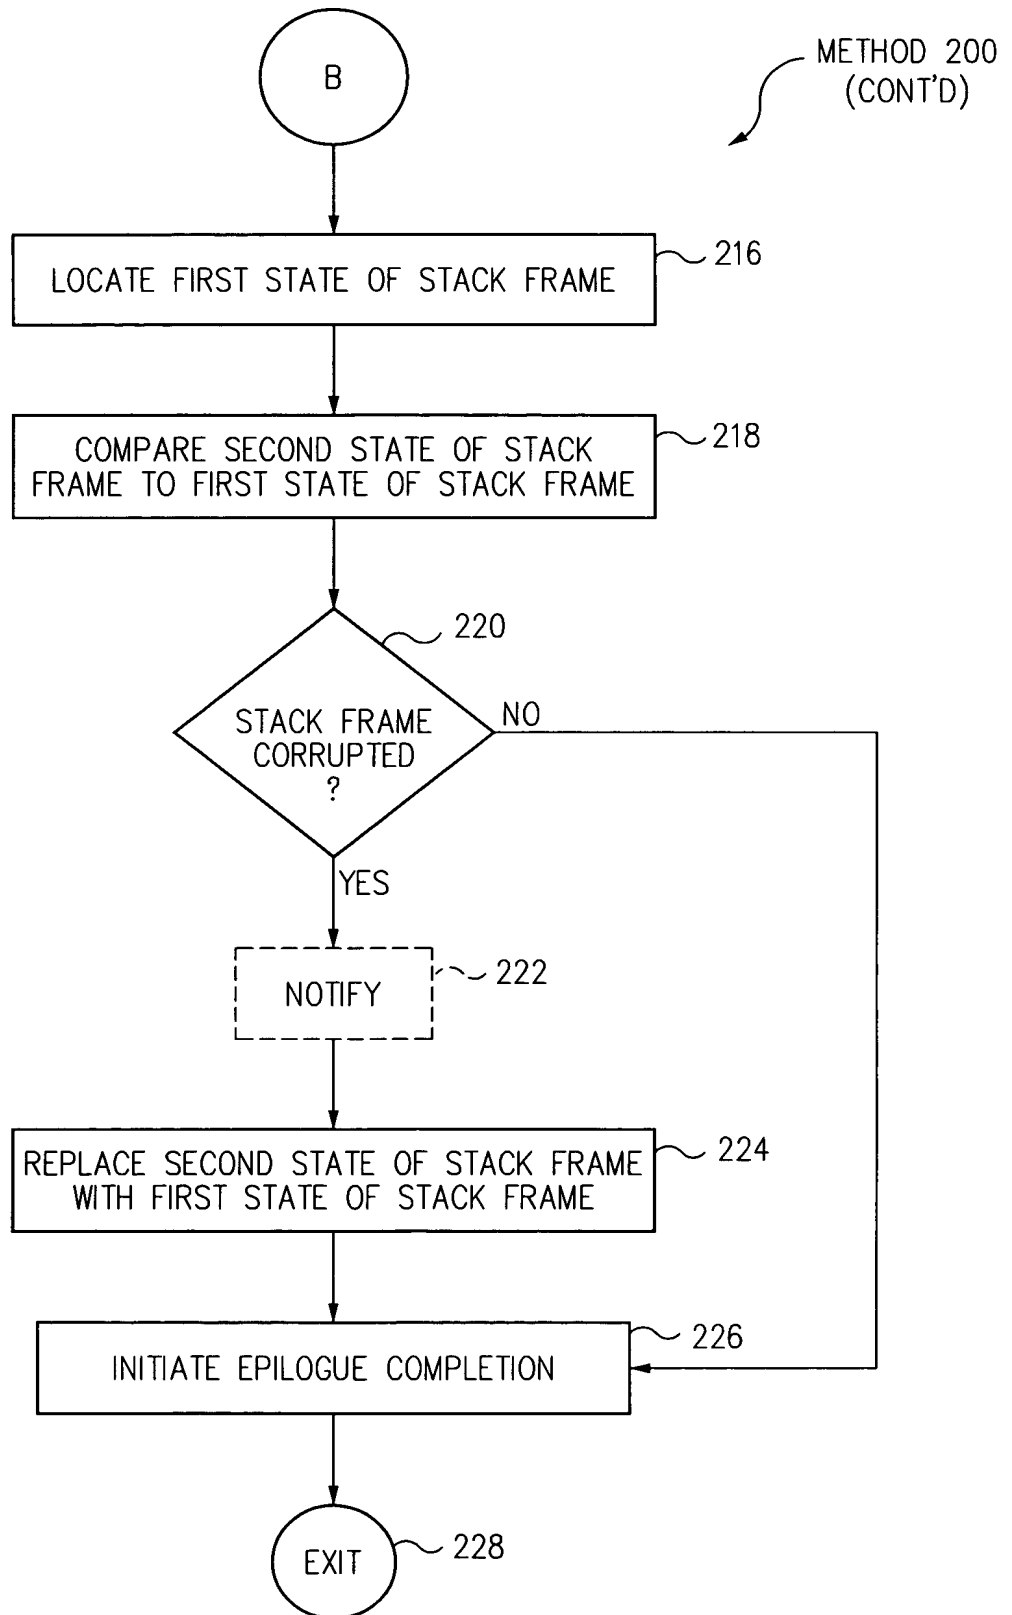 B
METHOD 200
(CONT'D)
LOCATE FIRST STATE OF STACK FRAME
216
COMPARE SECOND STATE OF STACK
FRAME TO FIRST STATE OF STACK FRAME
218
220
STACK FRAME
CORRUPTED
?
NO
YES
NOTIFY
222
REPLACE SECOND STATE OF STACK FRAME
WITH FIRST STATE OF STACK FRAME
224
INITIATE EPILOGUE COMPLETION
226
EXIT
228